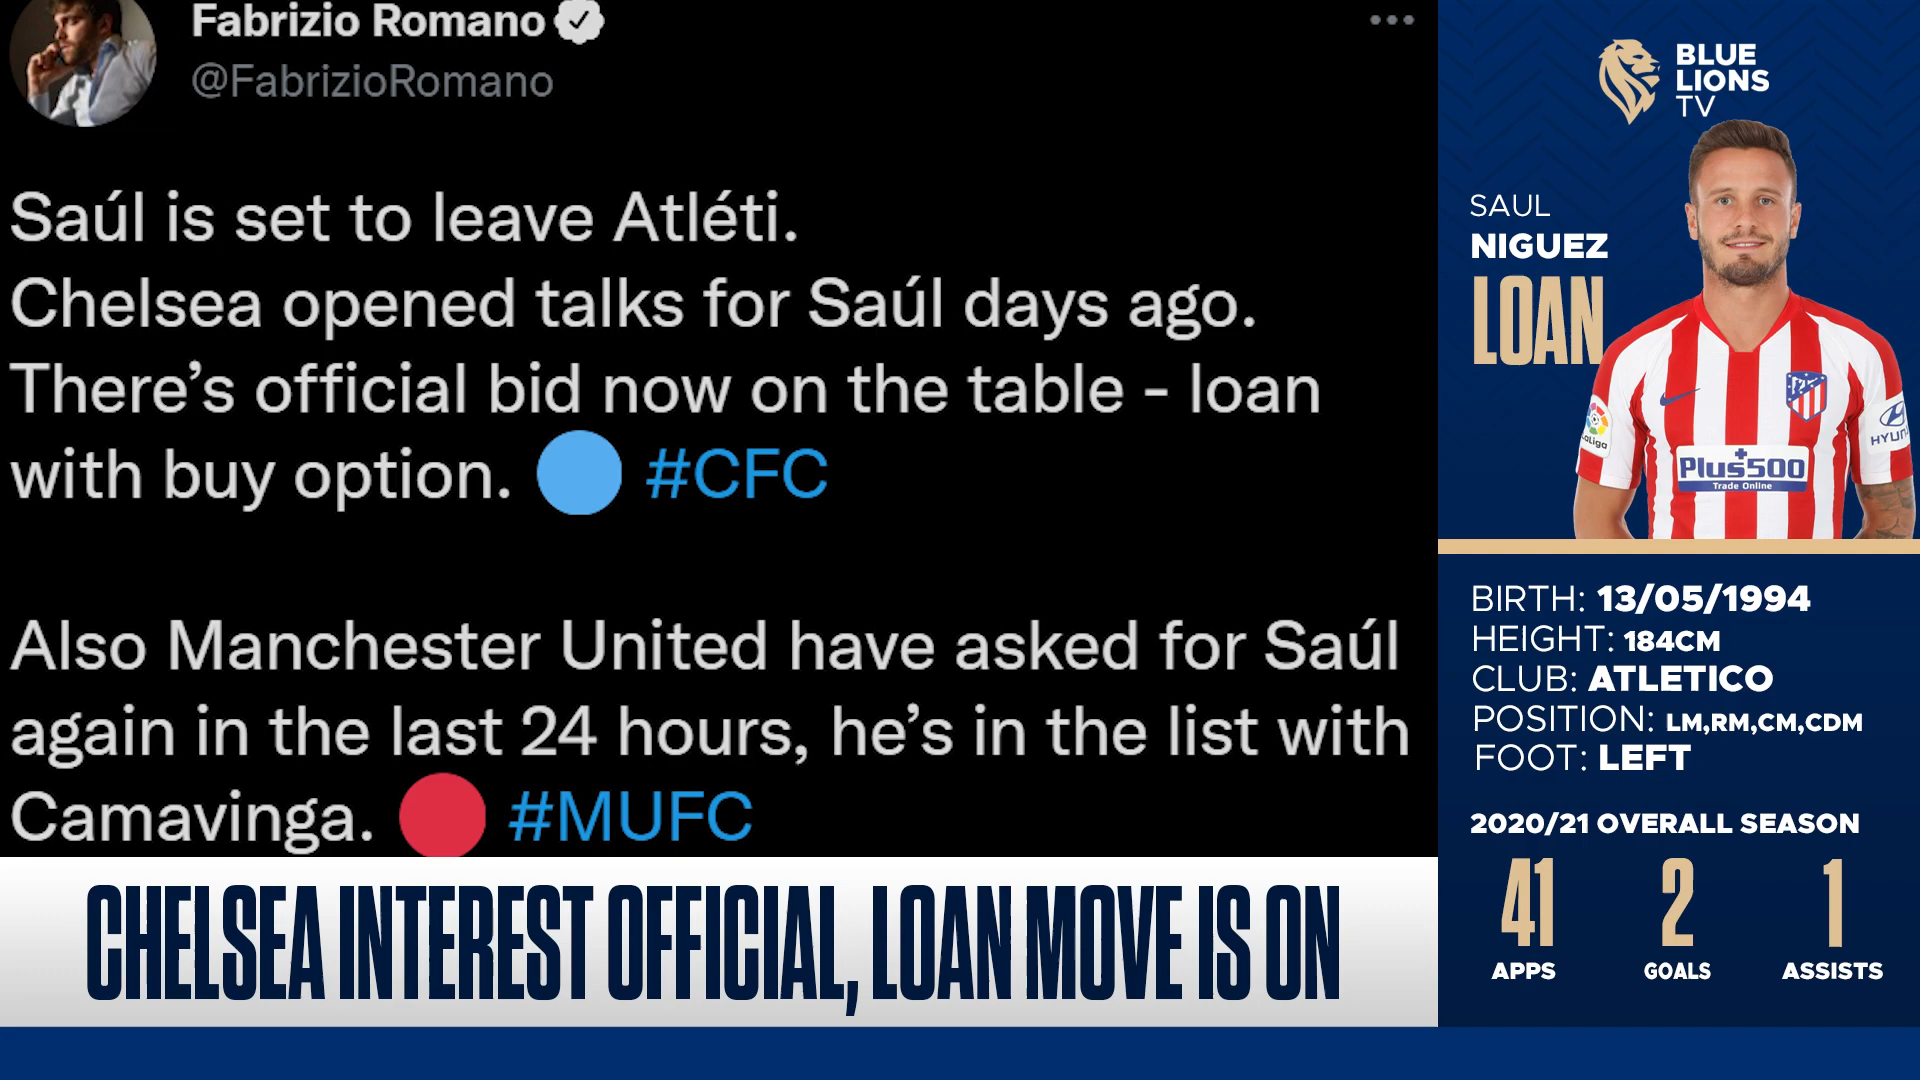 Fabrizio Romano
@FabrizioRomano
Saúl is set to leave Atléti.
Chelsea opened talks for Saúl days ago.
There’s official bid now on the table - loan
with buy option. #CFC
Also Manchester United have asked for Saúl
again in the last 24 hours, he’s in the list with
Camavinga. #MUFC
CHELSEA INTEREST OFFICIAL, LOAN MOVE IS ON
BLUE
LIONS
TV
SAUL
NIGUEZ
LOAN
LaLiga
HYUN
Plus500
Trade Online
BIRTH: 13/05/1994
HEIGHT: 184CM
CLUB: ATLETICO
POSITION: LM,RM,CM,CDM
FOOT: LEFT
2020/21 OVERALL SEASON
41 2 1
APPS GOALS ASSISTS